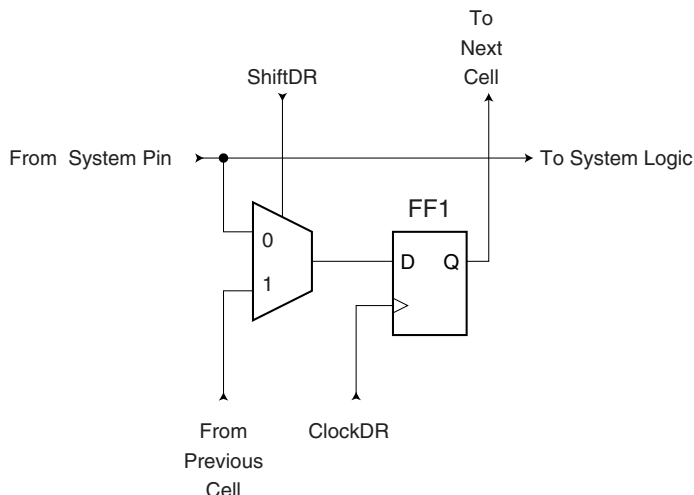 To
Next
Cell
ShiftDR
From System Pin
To System Logic
FF1
0
D Q
1
From
Previous
Cell
ClockDR